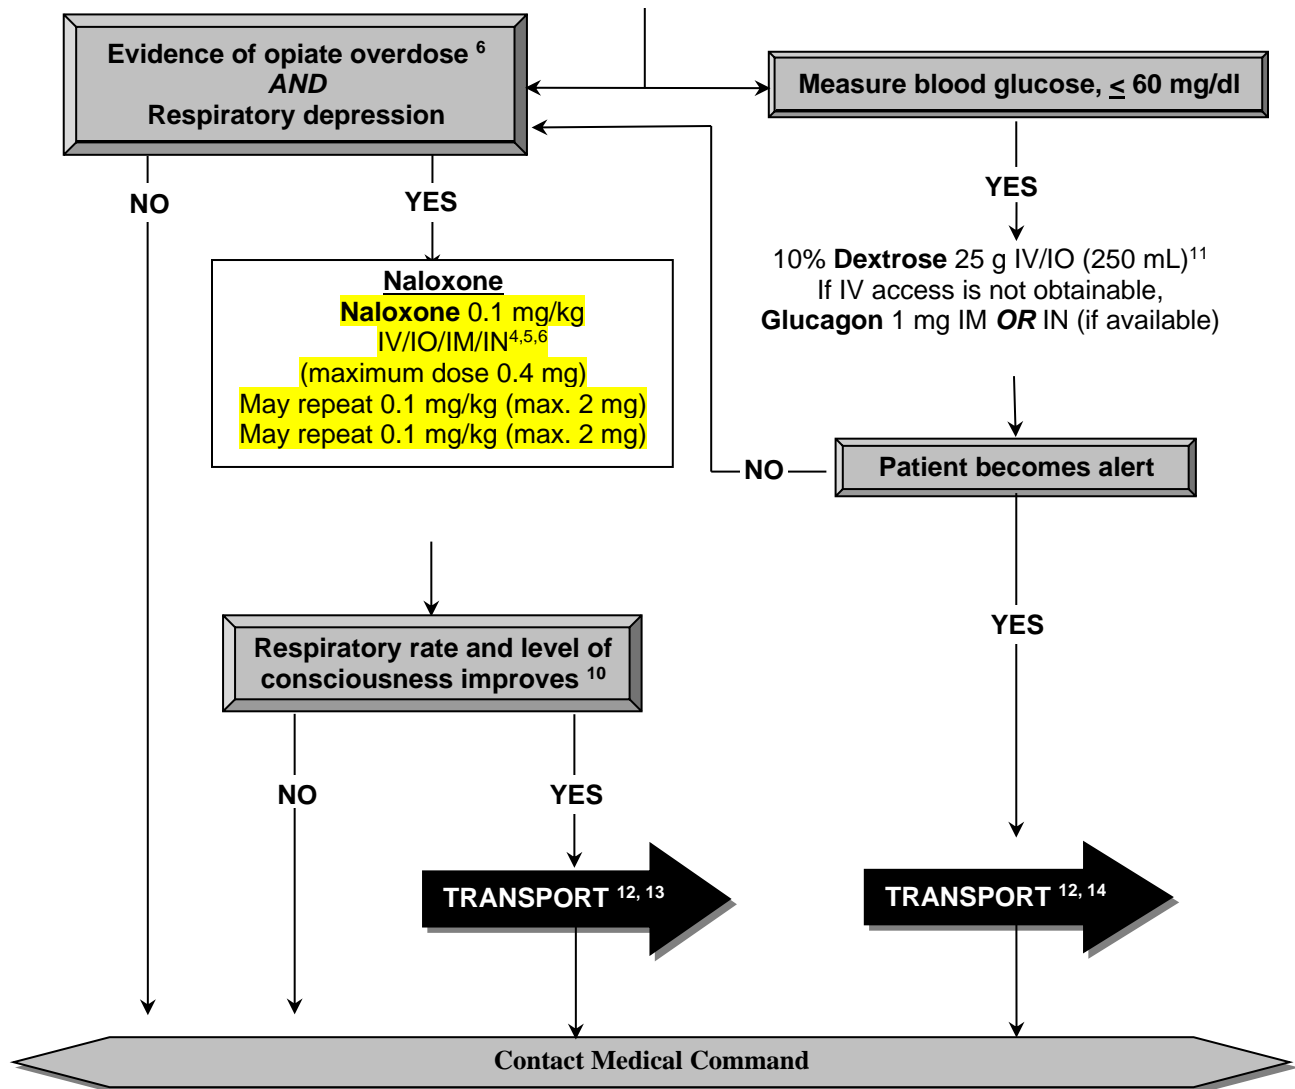 Evidence of opiate overdose 6
AND
Respiratory depression
Measure blood glucose, ≤ 60 mg/dl
NO
YES
YES
Naloxone
Naloxone 0.1 mg/kg
IV/IO/IM/IN4,5,6
(maximum dose 0.4 mg)
May repeat 0.1 mg/kg (max. 2 mg)
May repeat 0.1 mg/kg (max. 2 mg)
10% Dextrose 25 g IV/IO (250 mL)11
If IV access is not obtainable,
Glucagon 1 mg IM OR IN (if available)
NO
Patient becomes alert
YES
Respiratory rate and level of
consciousness improves 10
NO
YES
TRANSPORT 12, 13
TRANSPORT 12, 14
Contact Medical Command